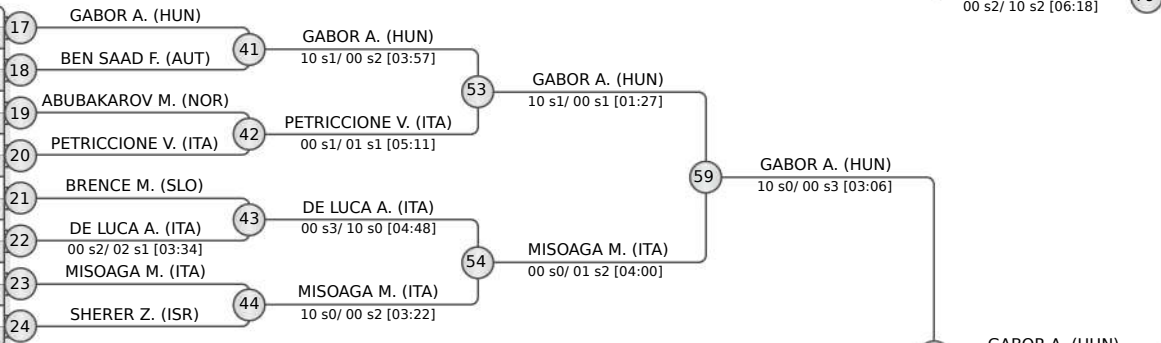 00 s2/ 10 s2 [06:18]
17
GABOR A. (HUN)
18
BEN SAAD F. (AUT)
41
GABOR A. (HUN)
10 s1/ 00 s2 [03:57]
19
ABUBAKAROV M. (NOR)
20
PETRICCIONE V. (ITA)
42
PETRICCIONE V. (ITA)
00 s1/ 01 s1 [05:11]
53
GABOR A. (HUN)
10 s1/ 00 s1 [01:27]
21
BRENCE M. (SLO)
22
DE LUCA A. (ITA)
00 s2/ 02 s1 [03:34]
43
DE LUCA A. (ITA)
00 s3/ 10 s0 [04:48]
23
MISOAGA M. (ITA)
24
SHERER Z. (ISR)
44
MISOAGA M. (ITA)
10 s0/ 00 s2 [03:22]
54
MISOAGA M. (ITA)
00 s0/ 01 s2 [04:00]
59
GABOR A. (HUN)
10 s0/ 00 s3 [03:06]
GABOR A. (HUN)